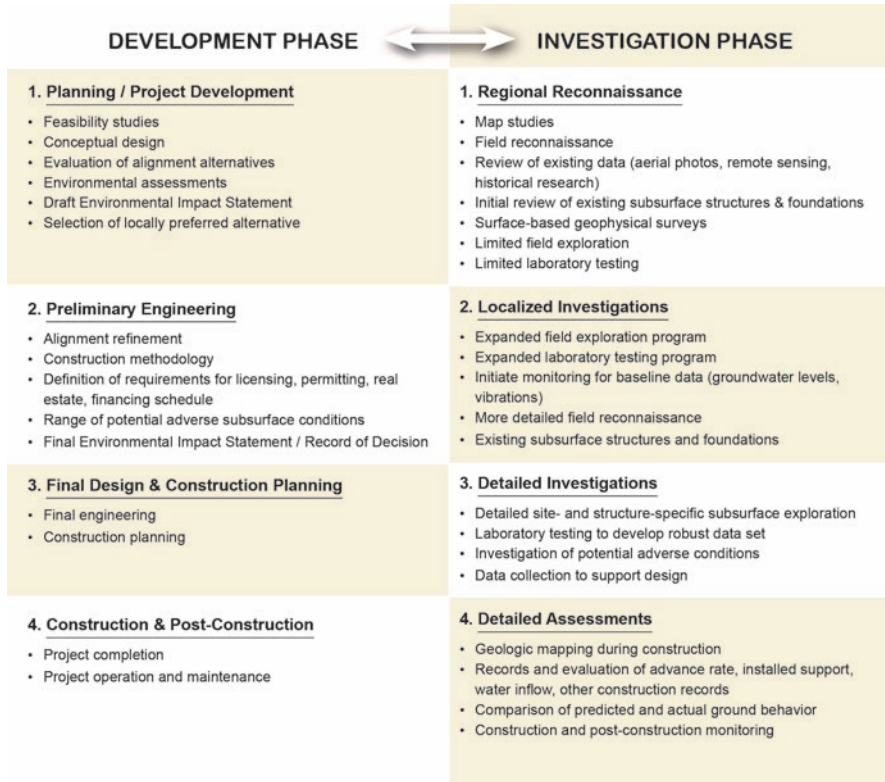 DEVELOPMENT PHASE
INVESTIGATION PHASE
1. Planning / Project Development
• Feasibility studies
• Conceptual design
• Evaluation of alignment alternatives
• Environmental assessments
• Draft Environmental Impact Statement
• Selection of locally preferred alternative
1. Regional Reconnaissance
• Map studies
• Field reconnaissance
• Review of existing data (aerial photos, remote sensing,
historical research)
• Initial review of existing subsurface structures & foundations
• Surface-based geophysical surveys
• Limited field exploration
• Limited laboratory testing
2. Preliminary Engineering
• Alignment refinement
• Construction methodology
• Definition of requirements for licensing, permitting, real
estate, financing schedule
• Range of potential adverse subsurface conditions
• Final Environmental Impact Statement / Record of Decision
2. Localized Investigations
• Expanded field exploration program
• Expanded laboratory testing program
• Initiate monitoring for baseline data (groundwater levels,
vibrations)
• More detailed field reconnaissance
• Existing subsurface structures and foundations
3. Final Design & Construction Planning
• Final engineering
• Construction planning
3. Detailed Investigations
• Detailed site- and structure-specific subsurface exploration
• Laboratory testing to develop robust data set
• Investigation of potential adverse conditions
• Data collection to support design
4. Construction & Post-Construction
• Project completion
• Project operation and maintenance
4. Detailed Assessments
• Geologic mapping during construction
• Records and evaluation of advance rate, installed support,
water inflow, other construction records
• Comparison of predicted and actual ground behavior
• Construction and post-construction monitoring